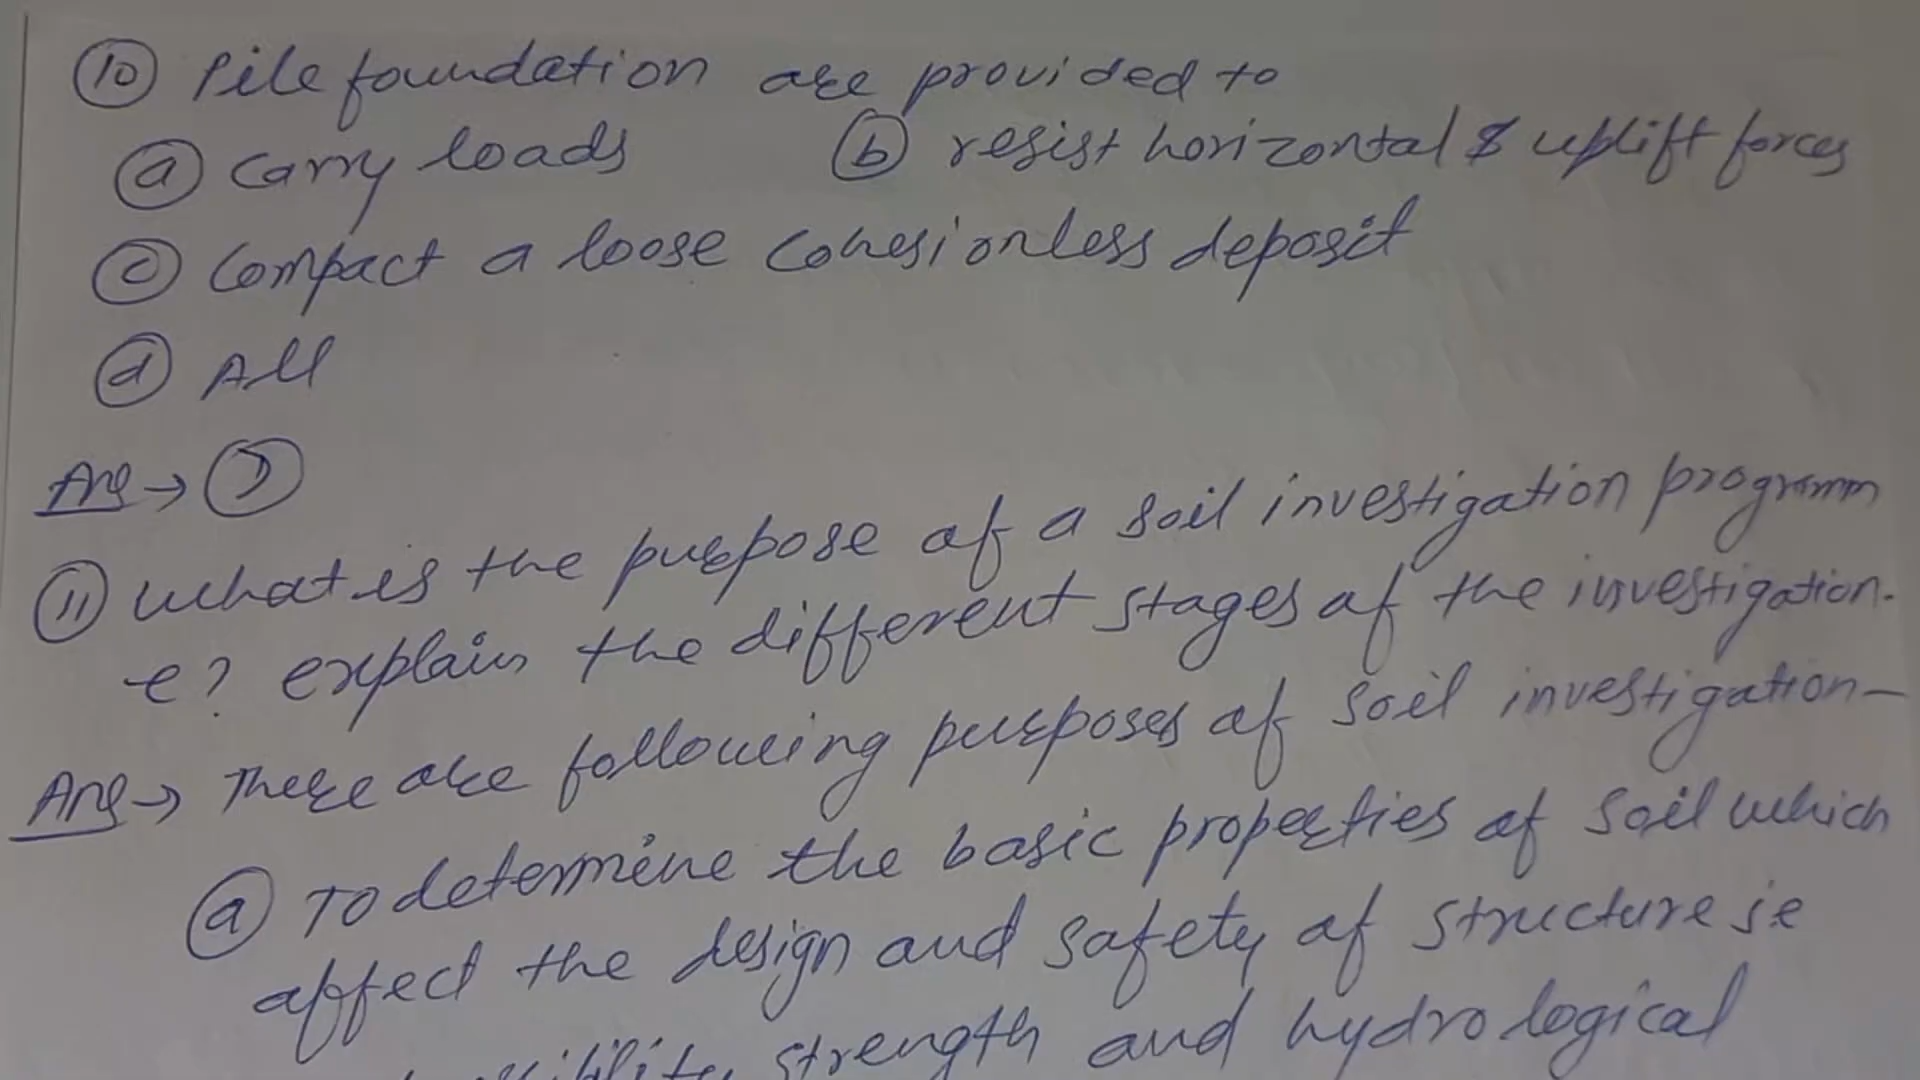 10 Pile foundation are provided to
a Carry loads b resist horizontal & uplift forces
c Compact a loose cohesionless deposit
d All
Ans →
11 what is the purpose of a soil investigation programm
-e? explain the different stages of the investigation.
Ans → There are following purposes of soil investigation-
a To determine the basic properties of soil which
affect the design and safety of structure i.e
strength and hydrological